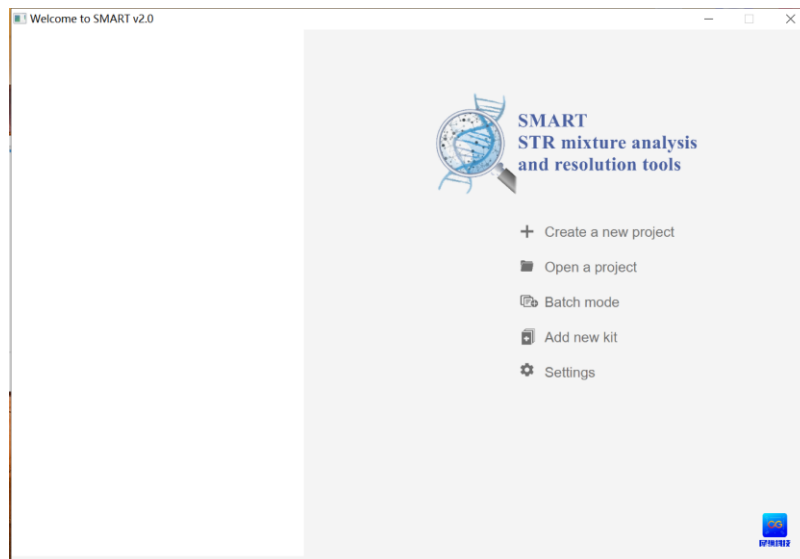 Welcome to SMART v2.0
SMART
STR mixture analysis
and resolution tools
Create a new project
Open a project
Batch mode
Add new kit
Settings